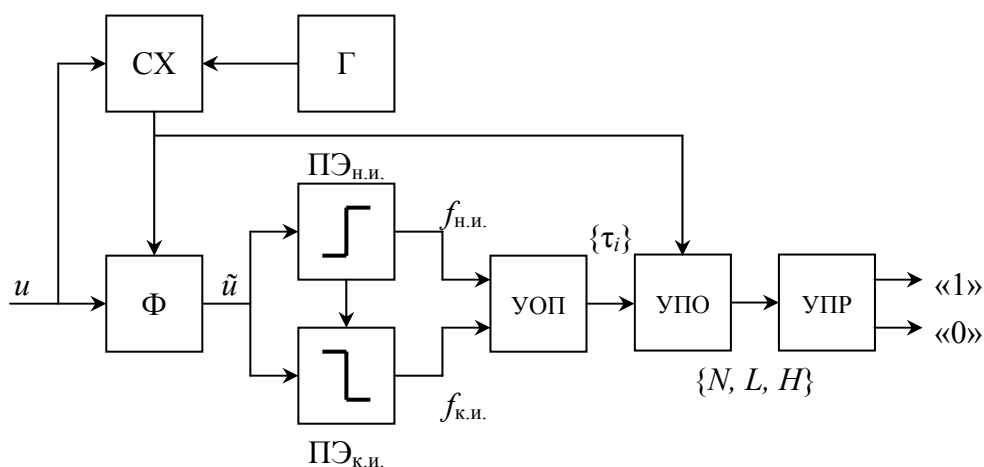 СХ
Г
ПЭн.и.
fн.и.
{τi}
u
Ф
ũ
УОП
УПО
УПР
«1»
«0»
{N, L, H}
fк.и.
ПЭк.и.